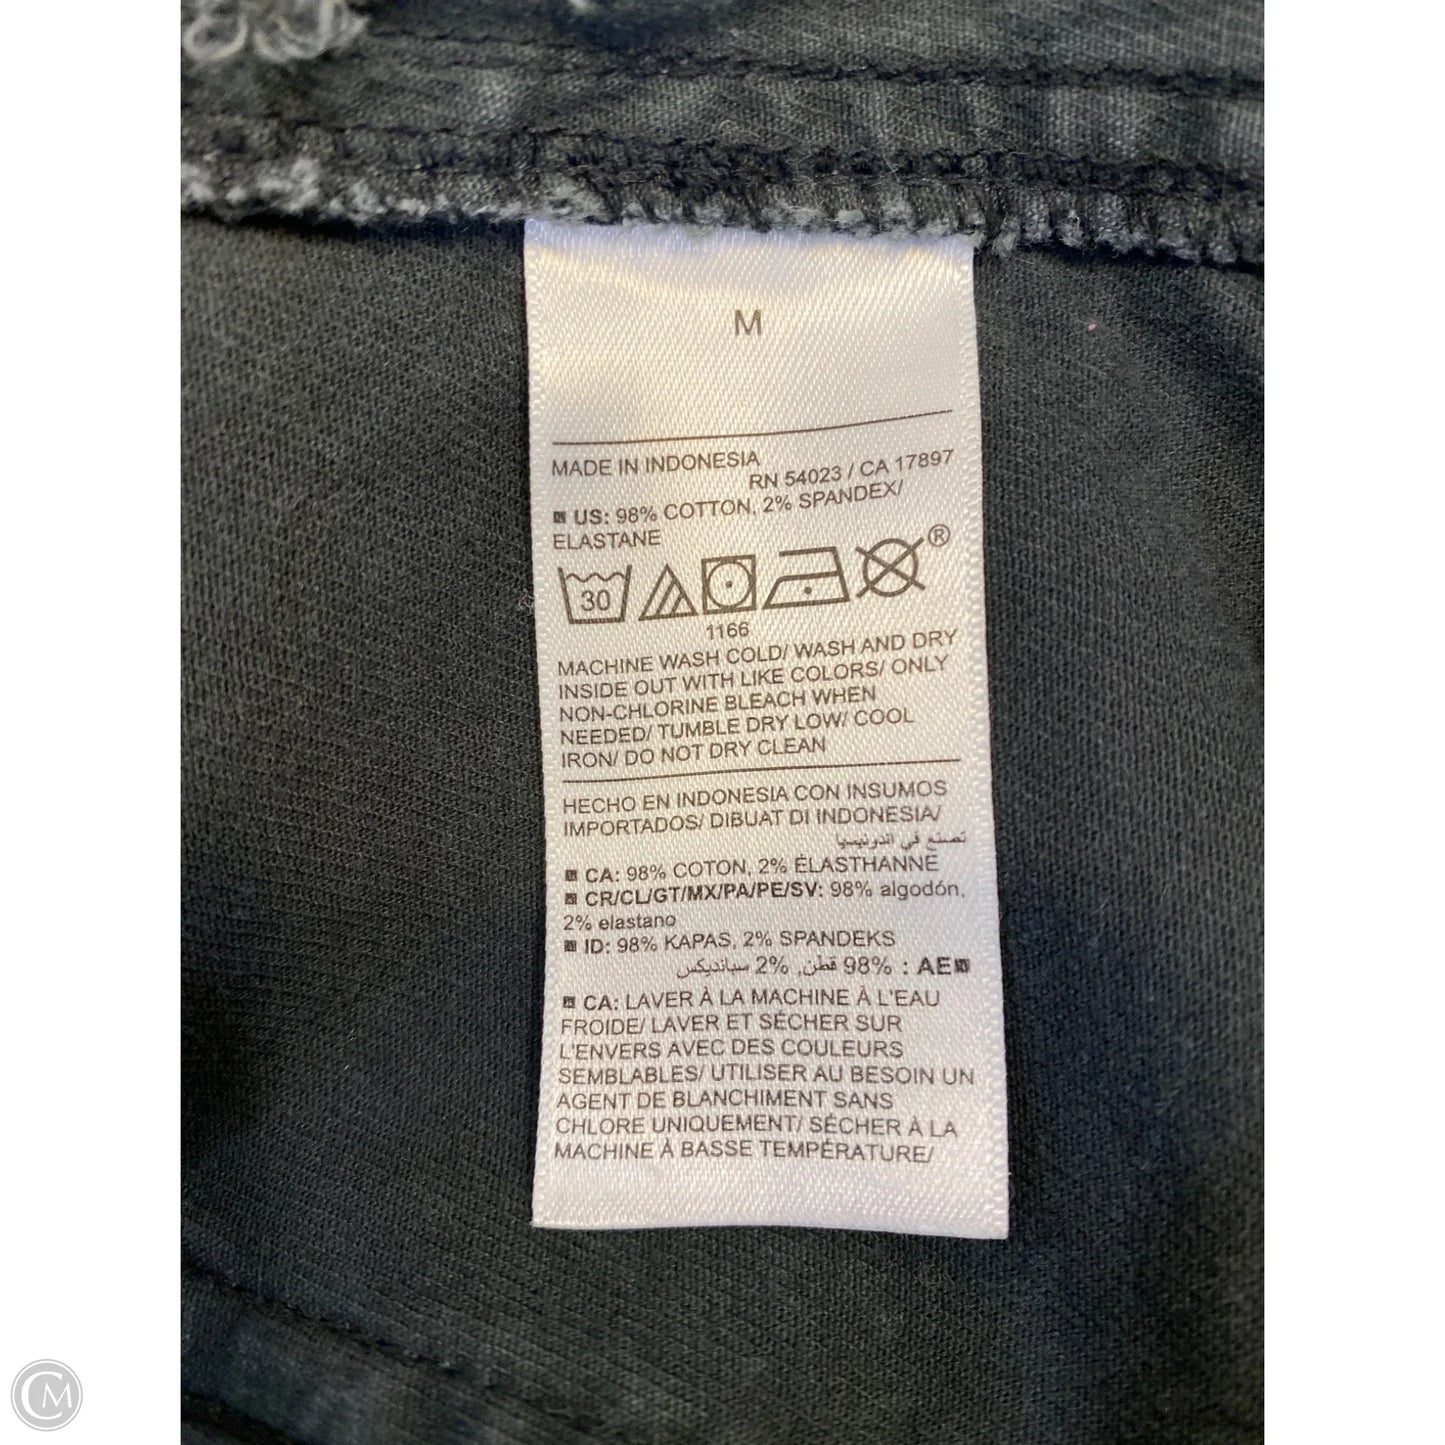 M
MADE IN INDONESIA
RN 54023 / CA 17897
US: 98% COTTON, 2% SPANDEX/
ELASTANE
30
®
1166
MACHINE WASH COLD/ WASH AND DRY
INSIDE OUT WITH LIKE COLORS/ ONLY
NON-CHLORINE BLEACH WHEN
NEEDED/ TUMBLE DRY LOW/ COOL
IRON/ DO NOT DRY CLEAN
HECHO EN INDONESIA CON INSUMOS
IMPORTADOS/ DIBUAT DI INDONESIA/
تصنع في اندونيسيا
CA: 98% COTON, 2% ÉLASTHANNE
CR/CL/GT/MX/PA/PE/SV: 98% algodón,
2% elastano
ID: 98% KAPAS, 2% SPANDEKS
AE : 98% قطن, 2% سبانديكس
CA: LAVER À LA MACHINE À L'EAU
FROIDE/ LAVER ET SÉCHER SUR
L'ENVERS AVEC DES COULEURS
SEMBLABLES/ UTILISER AU BESOIN UN
AGENT DE BLANCHIMENT SANS
CHLORE UNIQUEMENT/ SÉCHER À LA
MACHINE À BASSE TEMPÉRATURE/
CM